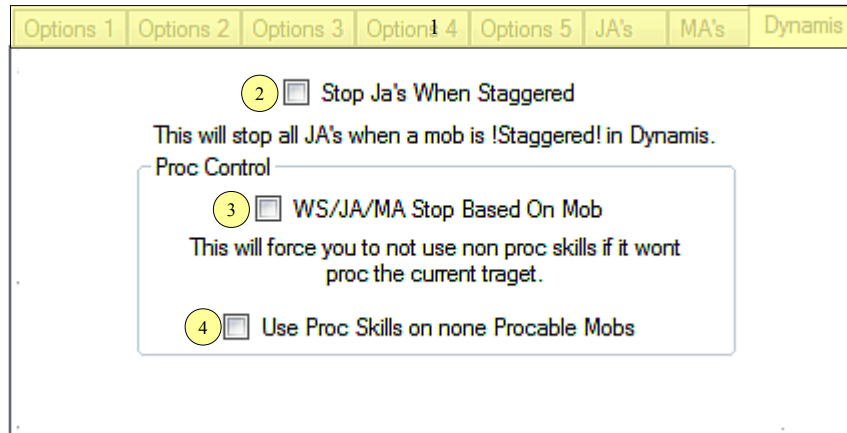 Options 1 Options 2 Options 3 Options 4 Options 5 JA's MA's Dynamis
1
2 Stop Ja's When Staggered
This will stop all JA's when a mob is !Staggered! in Dynamis.
Proc Control
3 WS/JA/MA Stop Based On Mob
This will force you to not use non proc skills if it wont
proc the current traget.
4 Use Proc Skills on none Procable Mobs